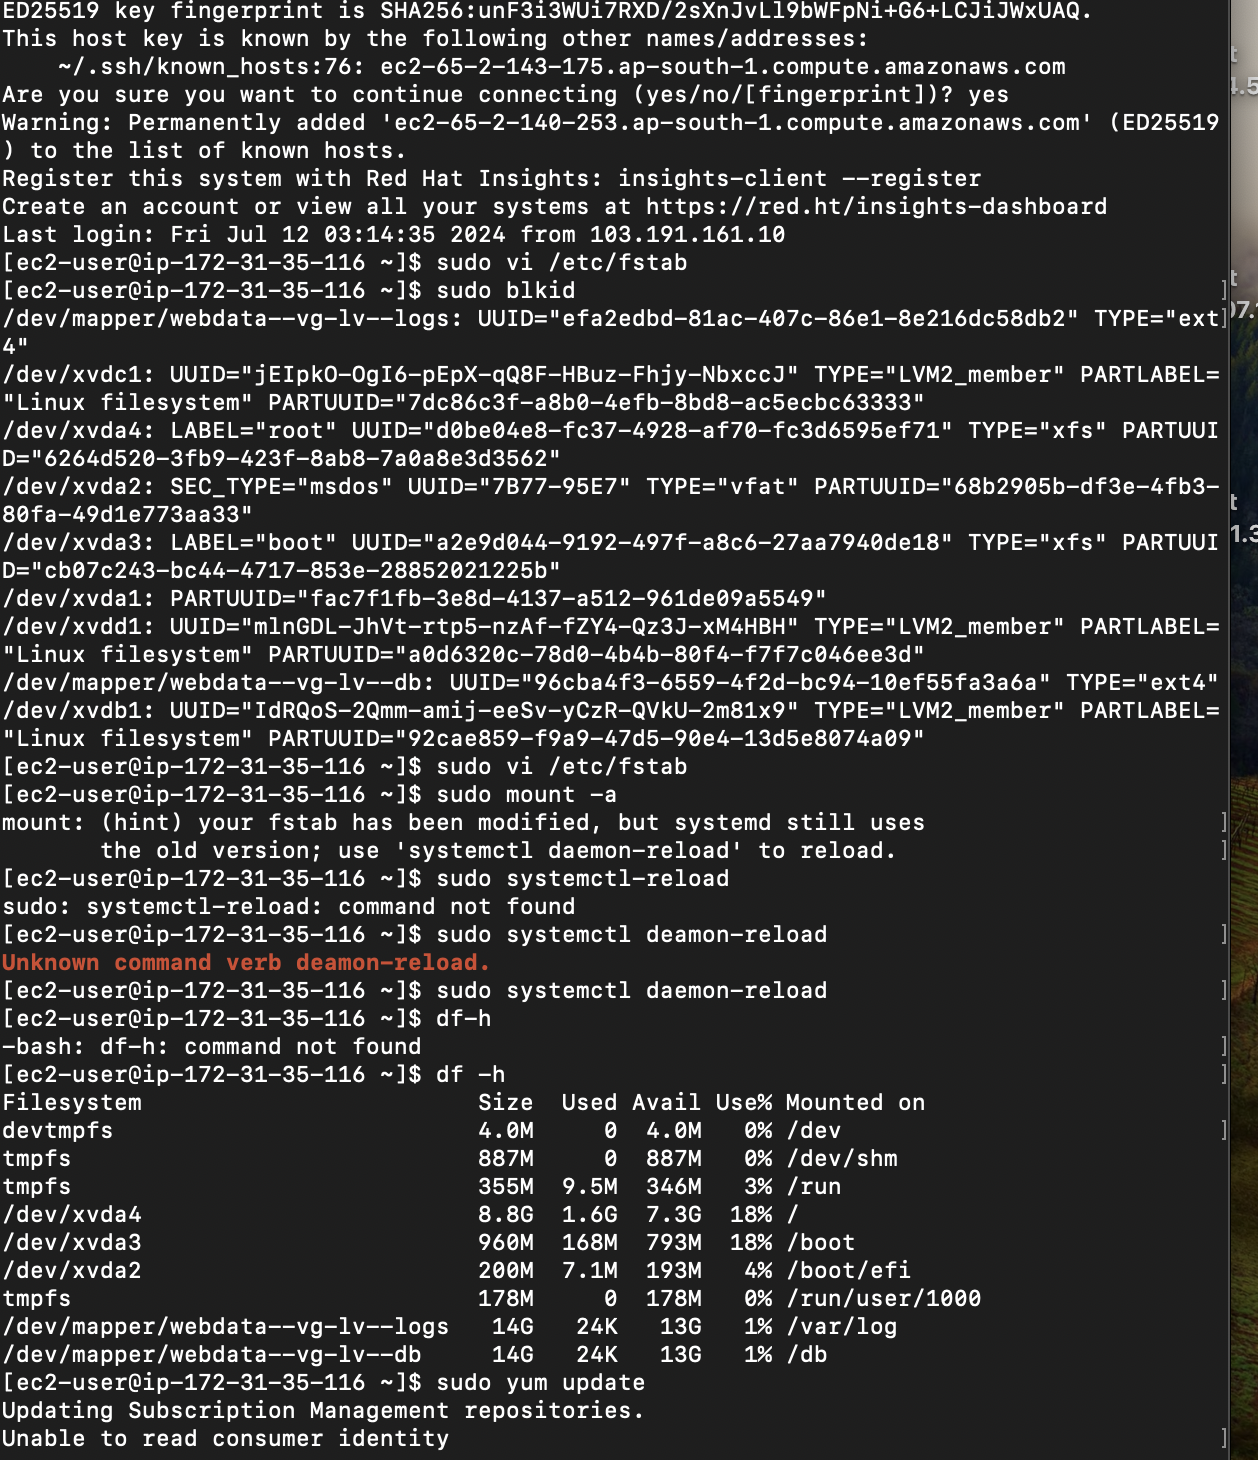 ED25519 key fingerprint is SHA256:unF3i3WUi7RXD/2sXnJvLl9bWFpNi+G6+LCJiJWxUAQ.
This host key is known by the following other names/addresses:
    ~/.ssh/known_hosts:76: ec2-65-2-143-175.ap-south-1.compute.amazonaws.com
Are you sure you want to continue connecting (yes/no/[fingerprint])? yes
Warning: Permanently added 'ec2-65-2-140-253.ap-south-1.compute.amazonaws.com' (ED25519
) to the list of known hosts.
Register this system with Red Hat Insights: insights-client --register
Create an account or view all your systems at https://red.ht/insights-dashboard
Last login: Fri Jul 12 03:14:35 2024 from 103.191.161.10
[ec2-user@ip-172-31-35-116 ~]$ sudo vi /etc/fstab
[ec2-user@ip-172-31-35-116 ~]$ sudo blkid ]
/dev/mapper/webdata--vg-lv--logs: UUID="efa2edbd-81ac-407c-86e1-8e216dc58db2" TYPE="ext]
4"
/dev/xvdc1: UUID="jEIpkO-OgI6-pEpX-qQ8F-HBuz-Fhjy-NbxccJ" TYPE="LVM2_member" PARTLABEL=
"Linux filesystem" PARTUUID="7dc86c3f-a8b0-4efb-8bd8-ac5ecbc63333"
/dev/xvda4: LABEL="root" UUID="d0be04e8-fc37-4928-af70-fc3d6595ef71" TYPE="xfs" PARTUUI
D="6264d520-3fb9-423f-8ab8-7a0a8e3d3562"
/dev/xvda2: SEC_TYPE="msdos" UUID="7B77-95E7" TYPE="vfat" PARTUUID="68b2905b-df3e-4fb3-
80fa-49d1e773aa33"
/dev/xvda3: LABEL="boot" UUID="a2e9d044-9192-497f-a8c6-27aa7940de18" TYPE="xfs" PARTUUI
D="cb07c243-bc44-4717-853e-28852021225b"
/dev/xvda1: PARTUUID="fac7f1fb-3e8d-4137-a512-961de09a5549"
/dev/xvdd1: UUID="mlnGDL-JhVt-rtp5-nzAf-fZY4-Qz3J-xM4HBH" TYPE="LVM2_member" PARTLABEL=
"Linux filesystem" PARTUUID="a0d6320c-78d0-4b4b-80f4-f7f7c046ee3d"
/dev/mapper/webdata--vg-lv--db: UUID="96cba4f3-6559-4f2d-bc94-10ef55fa3a6a" TYPE="ext4"
/dev/xvdb1: UUID="IdRQoS-2Qmm-amij-eeSv-yCzR-QVkU-2m81x9" TYPE="LVM2_member" PARTLABEL=
"Linux filesystem" PARTUUID="92cae859-f9a9-47d5-90e4-13d5e8074a09"
[ec2-user@ip-172-31-35-116 ~]$ sudo vi /etc/fstab
[ec2-user@ip-172-31-35-116 ~]$ sudo mount -a
mount: (hint) your fstab has been modified, but systemd still uses ]
       the old version; use 'systemctl daemon-reload' to reload. ]
[ec2-user@ip-172-31-35-116 ~]$ sudo systemctl-reload
sudo: systemctl-reload: command not found
[ec2-user@ip-172-31-35-116 ~]$ sudo systemctl deamon-reload ]
Unknown command verb deamon-reload.
[ec2-user@ip-172-31-35-116 ~]$ sudo systemctl daemon-reload ]
[ec2-user@ip-172-31-35-116 ~]$ df-h
-bash: df-h: command not found ]
[ec2-user@ip-172-31-35-116 ~]$ df -h ]
Filesystem                        Size  Used Avail Use% Mounted on
devtmpfs                          4.0M     0  4.0M   0% /dev ]
tmpfs                             887M     0  887M   0% /dev/shm
tmpfs                             355M  9.5M  346M   3% /run
/dev/xvda4                        8.8G  1.6G  7.3G  18% /
/dev/xvda3                        960M  168M  793M  18% /boot
/dev/xvda2                        200M  7.1M  193M   4% /boot/efi
tmpfs                             178M     0  178M   0% /run/user/1000
/dev/mapper/webdata--vg-lv--logs   14G   24K   13G   1% /var/log
/dev/mapper/webdata--vg-lv--db     14G   24K   13G   1% /db
[ec2-user@ip-172-31-35-116 ~]$ sudo yum update
Updating Subscription Management repositories.
Unable to read consumer identity ]